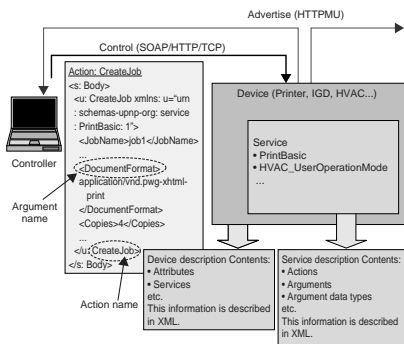 Advertise (HTTPMU)
Control (SOAP/HTTP/TCP)
Action: CreateJob
<s: Body>
<u: CreateJob xmlns: u="urn
: schemas-upnp-org: service
: PrintBasic: 1">
<JobName>job1</JobName>
...
<DocumentFormat>
application/vnd.pwg-xhtml-
print
</DocumentFormat>
<Copies>4</Copies>
...
</u: CreateJob>
</s: Body>
Controller
Argument
name
Action name
Device (Printer, IGD, HVAC...)
Service
• PrintBasic
• HVAC_UserOperationMode
...
Device description Contents:
• Attributes
• Services
etc.
This information is described
in XML.
Service description Contents:
• Actions
• Arguments
• Argument data types
etc.
This information is described
in XML.